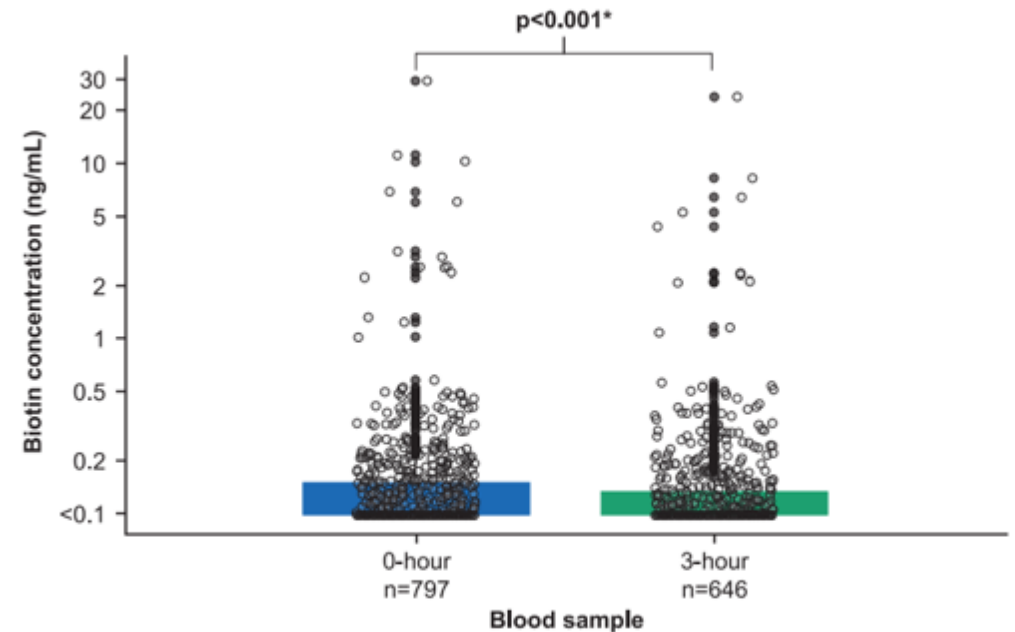 p<0.001*
Biotin concentration (ng/mL)
30
20
10
5
2
1
0.5
0.2
<0.1
0-hour
n=797
3-hour
n=646
Blood sample